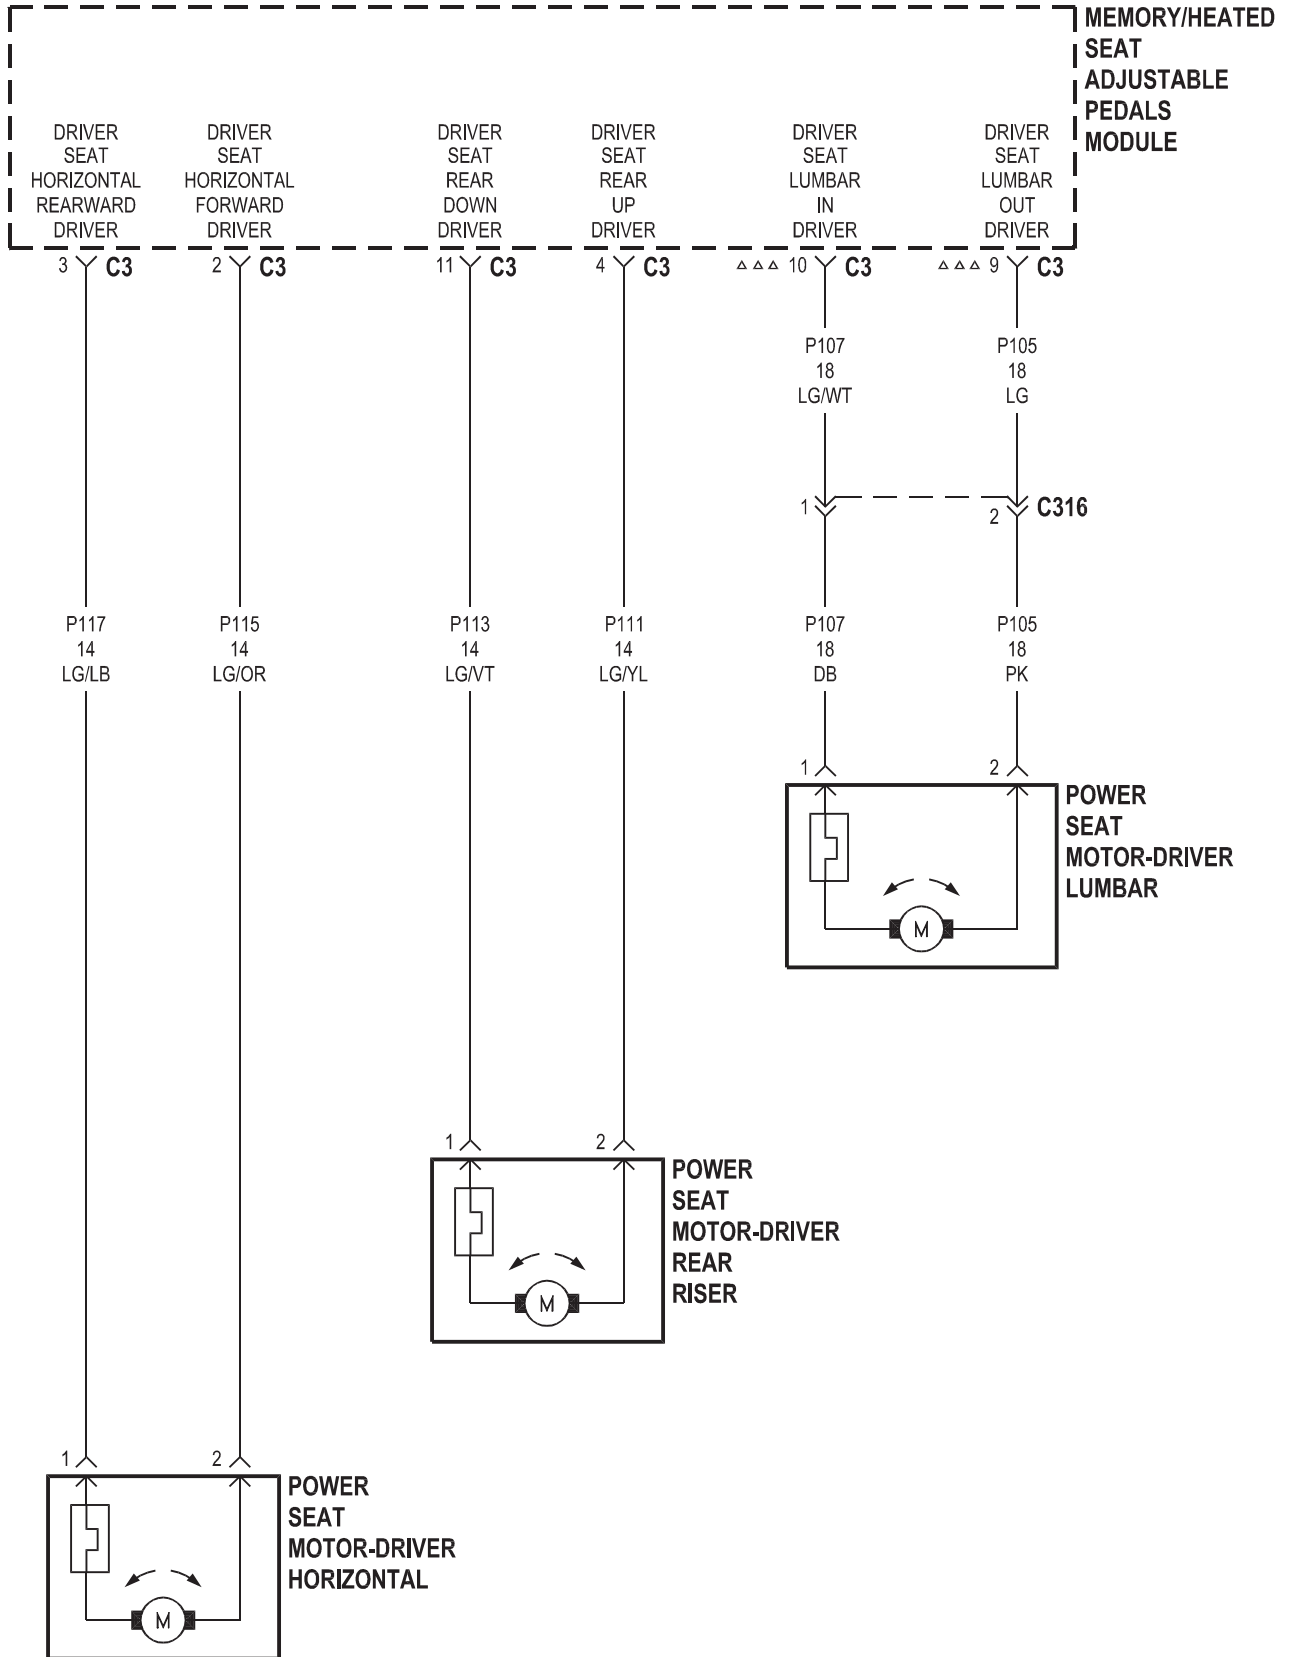 MEMORY/HEATED
SEAT
ADJUSTABLE
PEDALS
MODULE
DRIVER
SEAT
HORIZONTAL
REARWARD
DRIVER
DRIVER
SEAT
HORIZONTAL
FORWARD
DRIVER
DRIVER
SEAT
REAR
DOWN
DRIVER
DRIVER
SEAT
REAR
UP
DRIVER
DRIVER
SEAT
LUMBAR
IN
DRIVER
DRIVER
SEAT
LUMBAR
OUT
DRIVER
3 C3
2 C3
11 C3
4 C3
10 C3
9 C3
P107
18
LG/WT
P105
18
LG
1
2 C316
P117
14
LG/LB
P115
14
LG/OR
P113
14
LG/VT
P111
14
LG/YL
P107
18
DB
P105
18
PK
1
2
POWER
SEAT
MOTOR-DRIVER
LUMBAR
M
1
2
POWER
SEAT
MOTOR-DRIVER
REAR
RISER
M
1
2
POWER
SEAT
MOTOR-DRIVER
HORIZONTAL
M